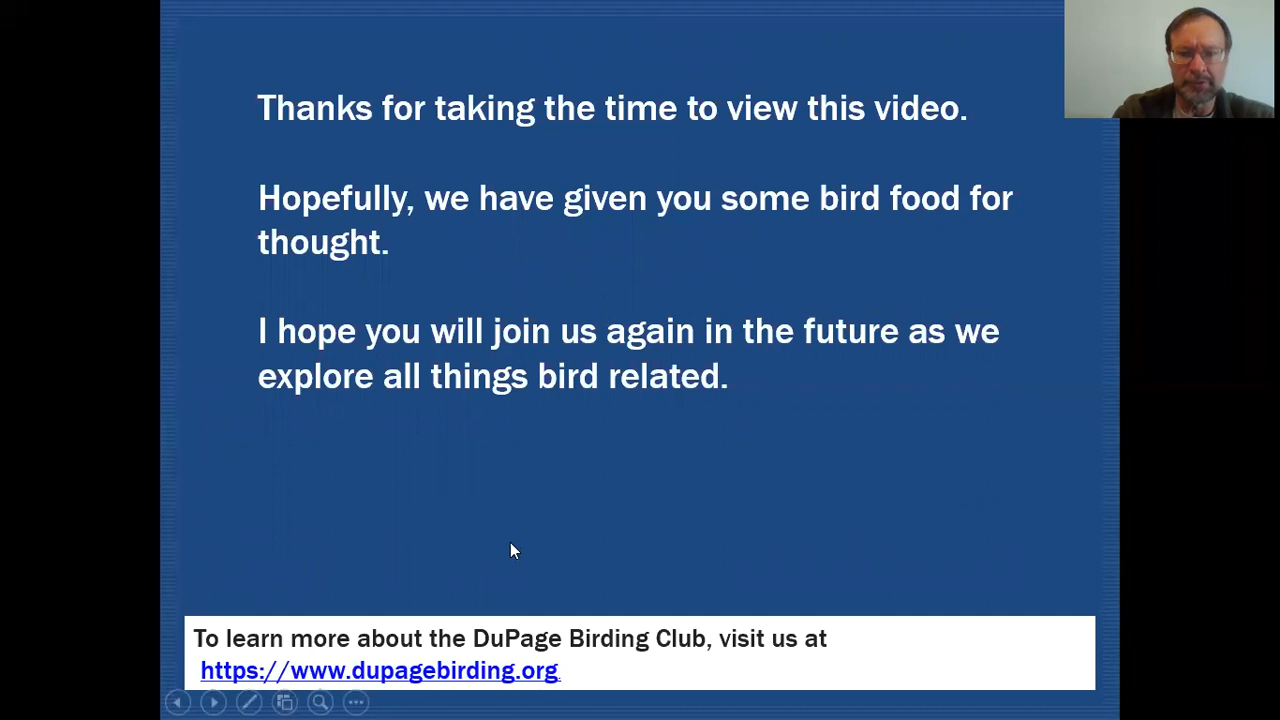 Thanks for taking the time to view this video.
Hopefully, we have given you some bird food for
thought.
I hope you will join us again in the future as we
explore all things bird related.
To learn more about the DuPage Birding Club, visit us at
https://www.dupagebirding.org.